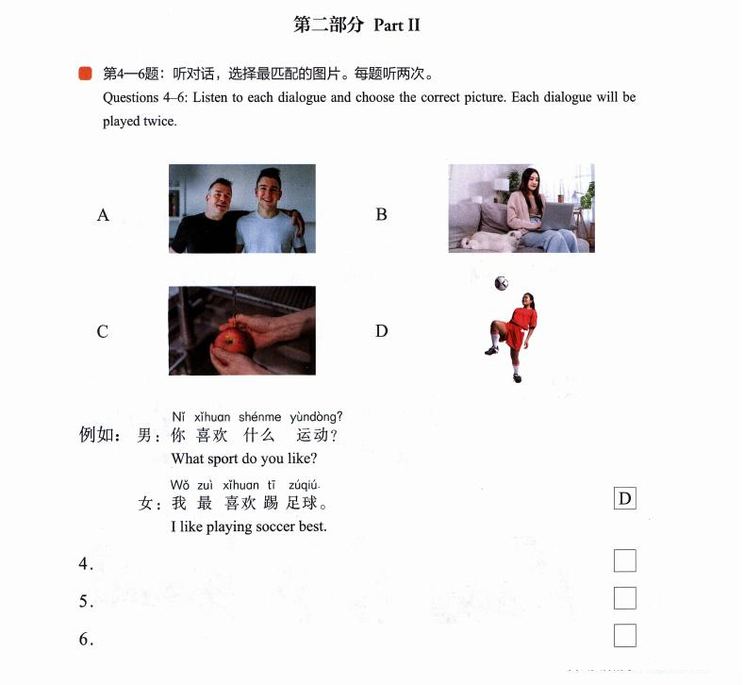 第二部分 Part II
第4—6题：听对话，选择最匹配的图片。每题听两次。
Questions 4–6: Listen to each dialogue and choose the correct picture. Each dialogue will be
played twice.
A
B
C
D
Nǐ xǐhuan shénme yùndòng?
例如：男：你 喜欢 什么 运动？
What sport do you like?
Wǒ zuì xǐhuan tī zúqiú.
女：我 最 喜欢 踢 足球。
D
I like playing soccer best.
4.
5.
6.